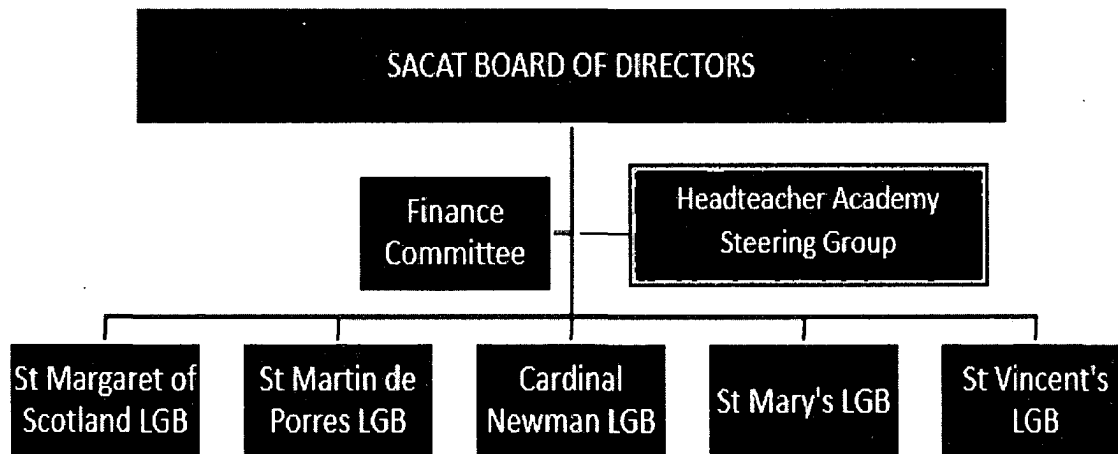 SACAT BOARD OF DIRECTORS
Finance
Committee
Headteacher Academy
Steering Group
St Margaret of
Scotland LGB
St Martin de
Porres LGB
Cardinal
Newman LGB
St Mary's LGB
St Vincent's
LGB